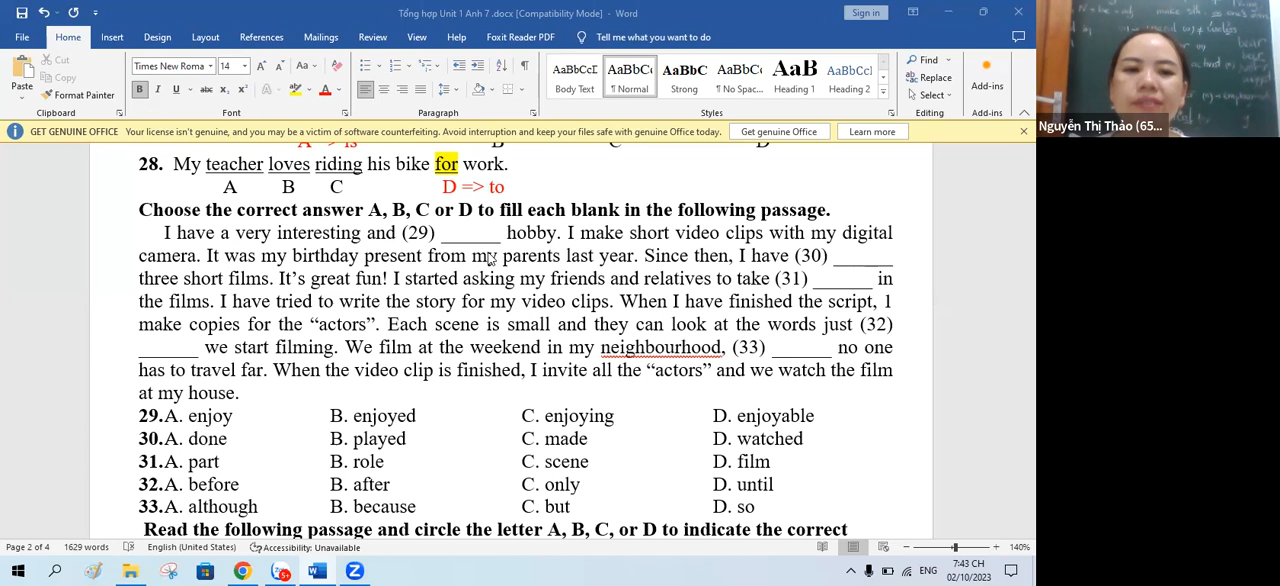 Tổng hợp Unit 1 Anh 7 .docx [Compatibility Mode] - Word
Sign in
File Home Insert Design Layout References Mailings Review View Help Foxit Reader PDF Tell me what you want to do
Paste
Cut
Copy
Format Painter
Clipboard
Times New Roma 14
Font
Paragraph
AaBbCcI AaBbCc AaBbC AaBbCc AaB AaBbCcI
Body Text ¶ Normal Strong ¶ No Spac... Heading 1 Heading 2
Styles
Find
Replace
Select
Editing
Add-ins
Add-ins
GET GENUINE OFFICE Your license isn't genuine, and you may be a victim of software counterfeiting. Avoid interruption and keep your files safe with genuine Office today. Get genuine Office Learn more
28. My teacher loves riding his bike for work.
A B C D => to
Choose the correct answer A, B, C or D to fill each blank in the following passage.
I have a very interesting and (29) ______ hobby. I make short video clips with my digital
camera. It was my birthday present from my parents last year. Since then, I have (30) ______
three short films. It's great fun! I started asking my friends and relatives to take (31) ______ in
the films. I have tried to write the story for my video clips. When I have finished the script, 1
make copies for the “actors”. Each scene is small and they can look at the words just (32)
______ we start filming. We film at the weekend in my neighbourhood, (33) ______ no one
has to travel far. When the video clip is finished, I invite all the “actors” and we watch the film
at my house.
29.A. enjoy B. enjoyed C. enjoying D. enjoyable
30.A. done B. played C. made D. watched
31.A. part B. role C. scene D. film
32.A. before B. after C. only D. until
33.A. although B. because C. but D. so
Read the following passage and circle the letter A, B, C, or D to indicate the correct
Page 2 of 4 1629 words English (United States) Accessibility: Unavailable 140%
ENG 7:43 CH
02/10/2023
Nguyễn Thị Thảo (65...